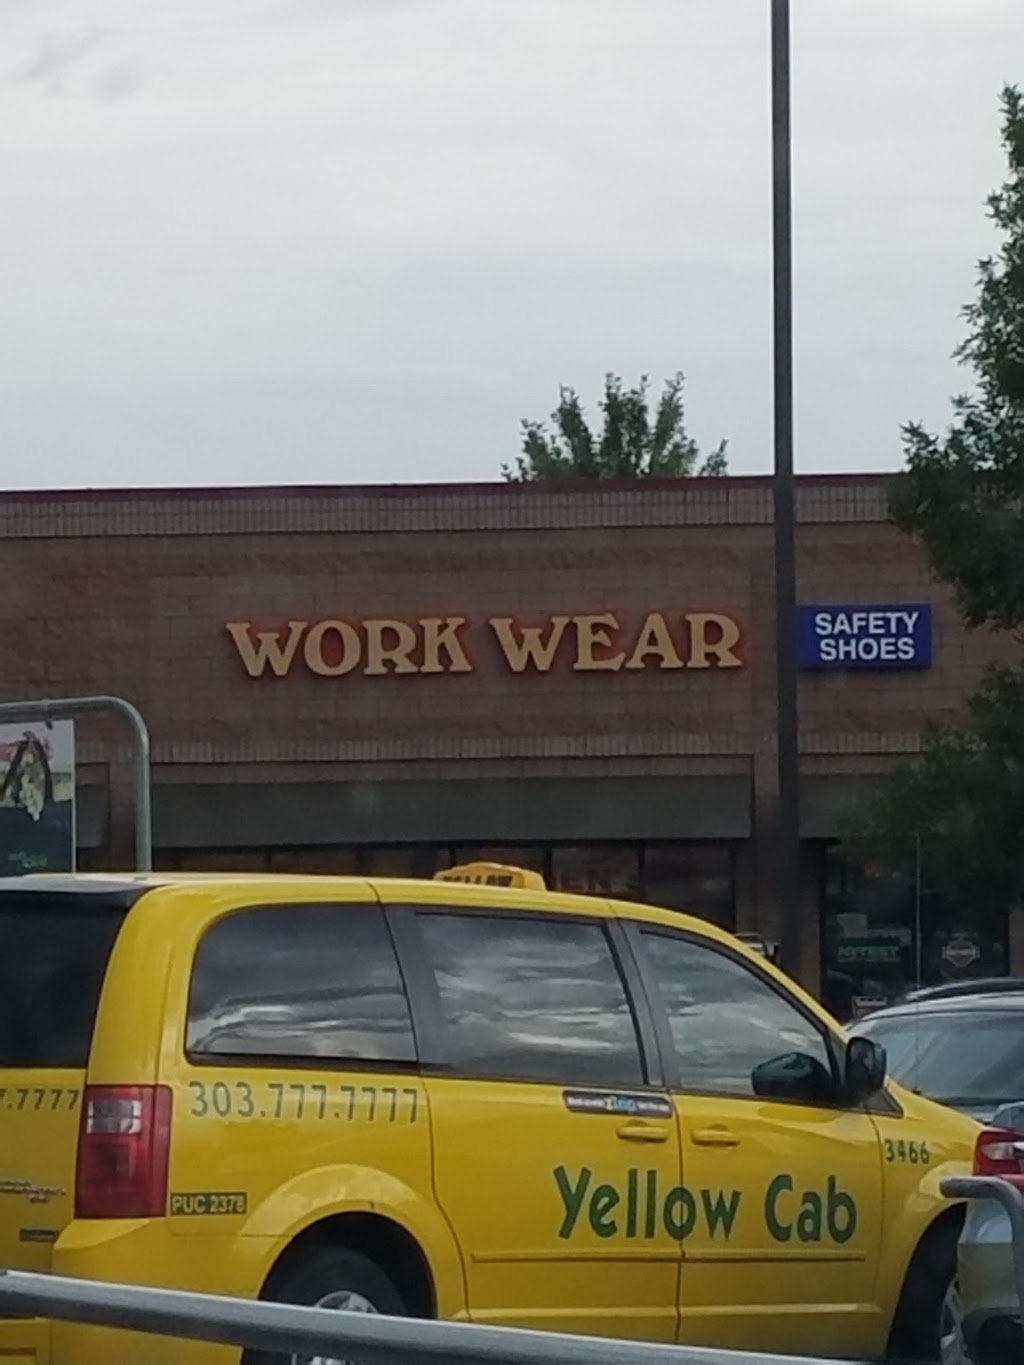 WORK WEAR
SAFETY
SHOES
303.777.7777
.7777
3466
PUC 2378
Yellow Cab